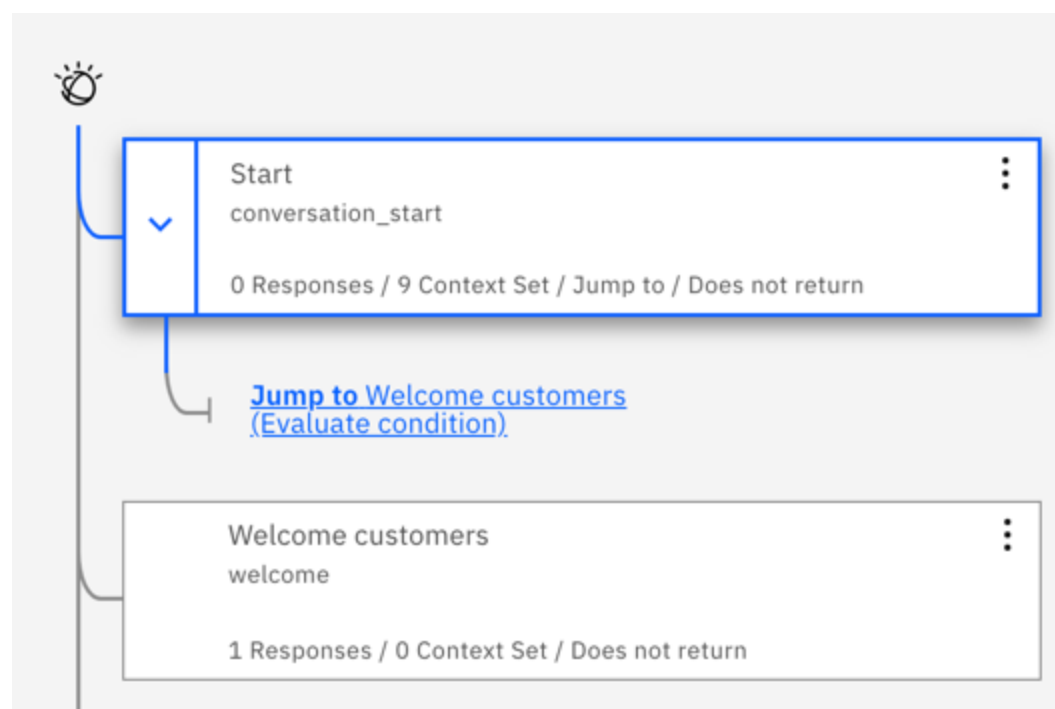 Start
conversation_start
0 Responses / 9 Context Set / Jump to / Does not return
Jump to Welcome customers
(Evaluate condition)
Welcome customers
welcome
1 Responses / 0 Context Set / Does not return